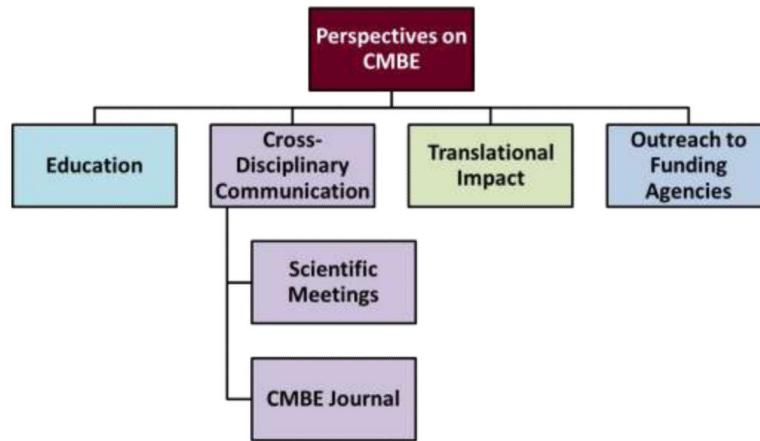 Perspectives on
CMBE
Education
Cross-
Disciplinary
Communication
Translational
Impact
Outreach to
Funding
Agencies
Scientific
Meetings
CMBE Journal